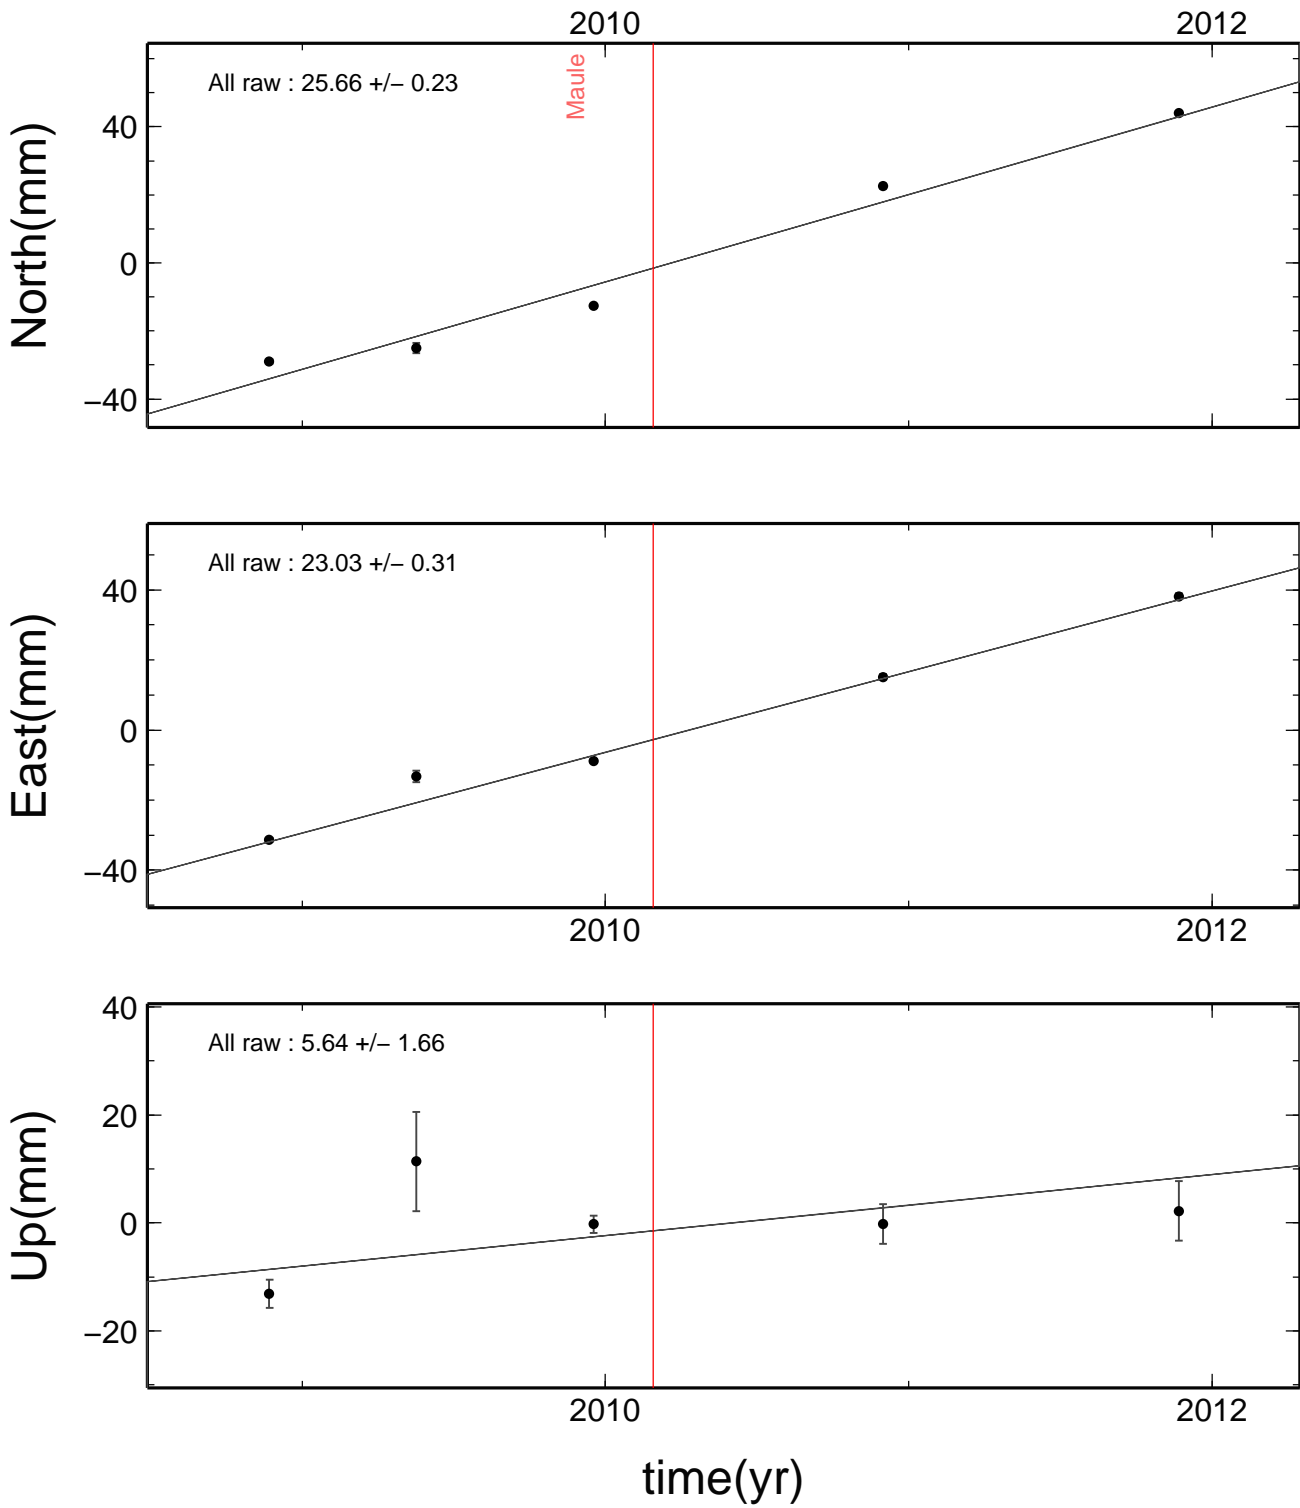 2010 2012
All raw : 25.66 +/− 0.23
Maule
40
0
−40
North(mm)
All raw : 23.03 +/− 0.31
40
0
−40
East(mm)
2010 2012
All raw : 5.64 +/− 1.66
40
20
0
−20
Up(mm)
2010 2012
time(yr)